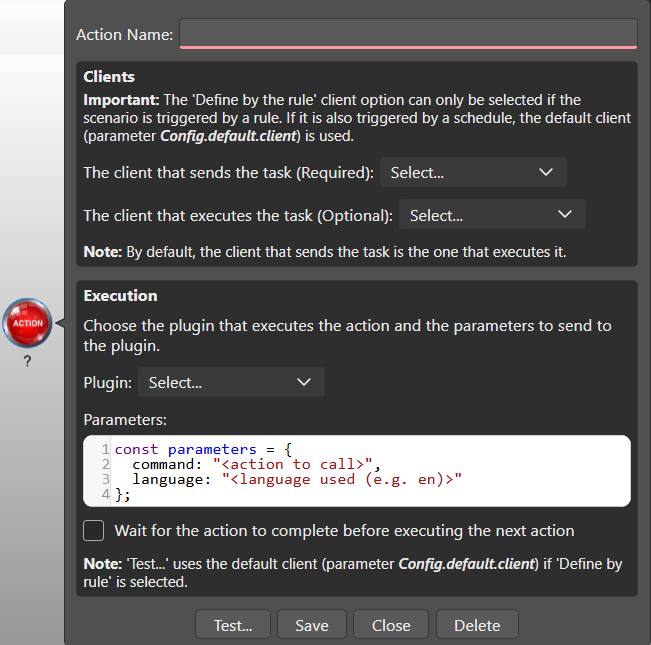 Action Name:
Clients
Important: The 'Define by the rule' client option can only be selected if the
scenario is triggered by a rule. If it is also triggered by a schedule, the default client
(parameter Config.default.client) is used.
The client that sends the task (Required): Select...
The client that executes the task (Optional): Select...
Note: By default, the client that sends the task is the one that executes it.
Execution
Choose the plugin that executes the action and the parameters to send to
the plugin.
ACTION
?
Plugin: Select...
Parameters:
1 const parameters = {
2   command: "<action to call>",
3   language: "<language used (e.g. en)>"
4 };
Wait for the action to complete before executing the next action
Note: 'Test...' uses the default client (parameter Config.default.client) if 'Define by
rule' is selected.
Test... Save Close Delete